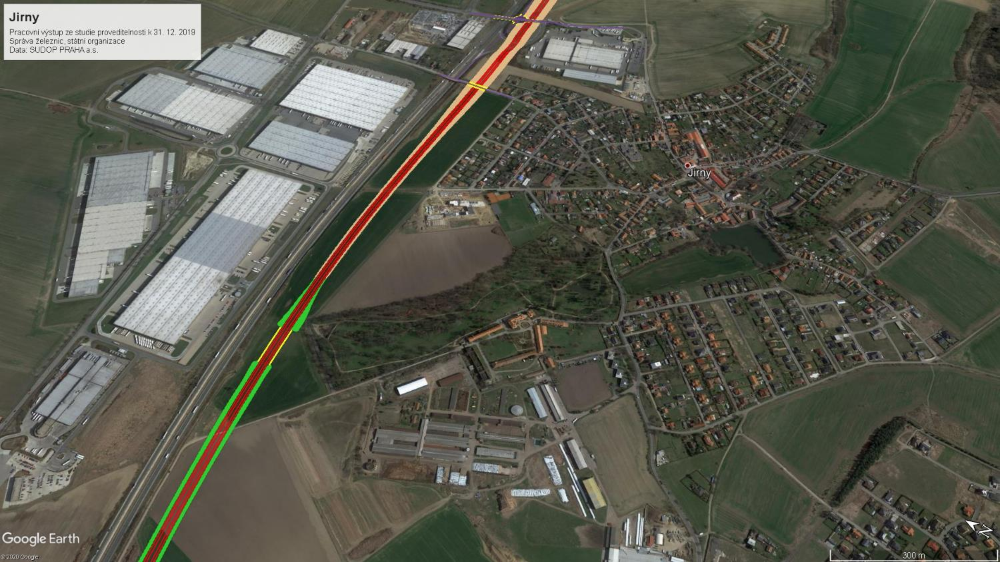 Jirny
Pracovní výstup ze studie proveditelnosti k 31. 12. 2019
Správa železnic, státní organizace
Data: SUDOP PRAHA a.s.
Jirny
Google Earth
© 2020 Google
N
300 m